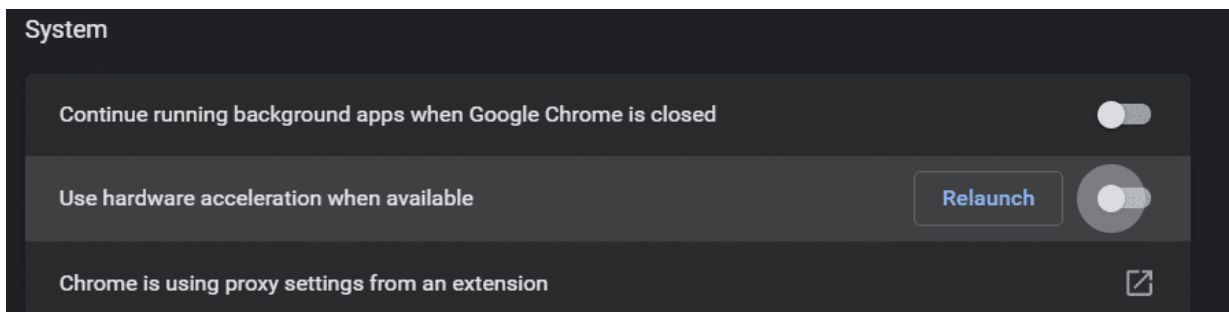 System
Continue running background apps when Google Chrome is closed
Use hardware acceleration when available Relaunch
Chrome is using proxy settings from an extension